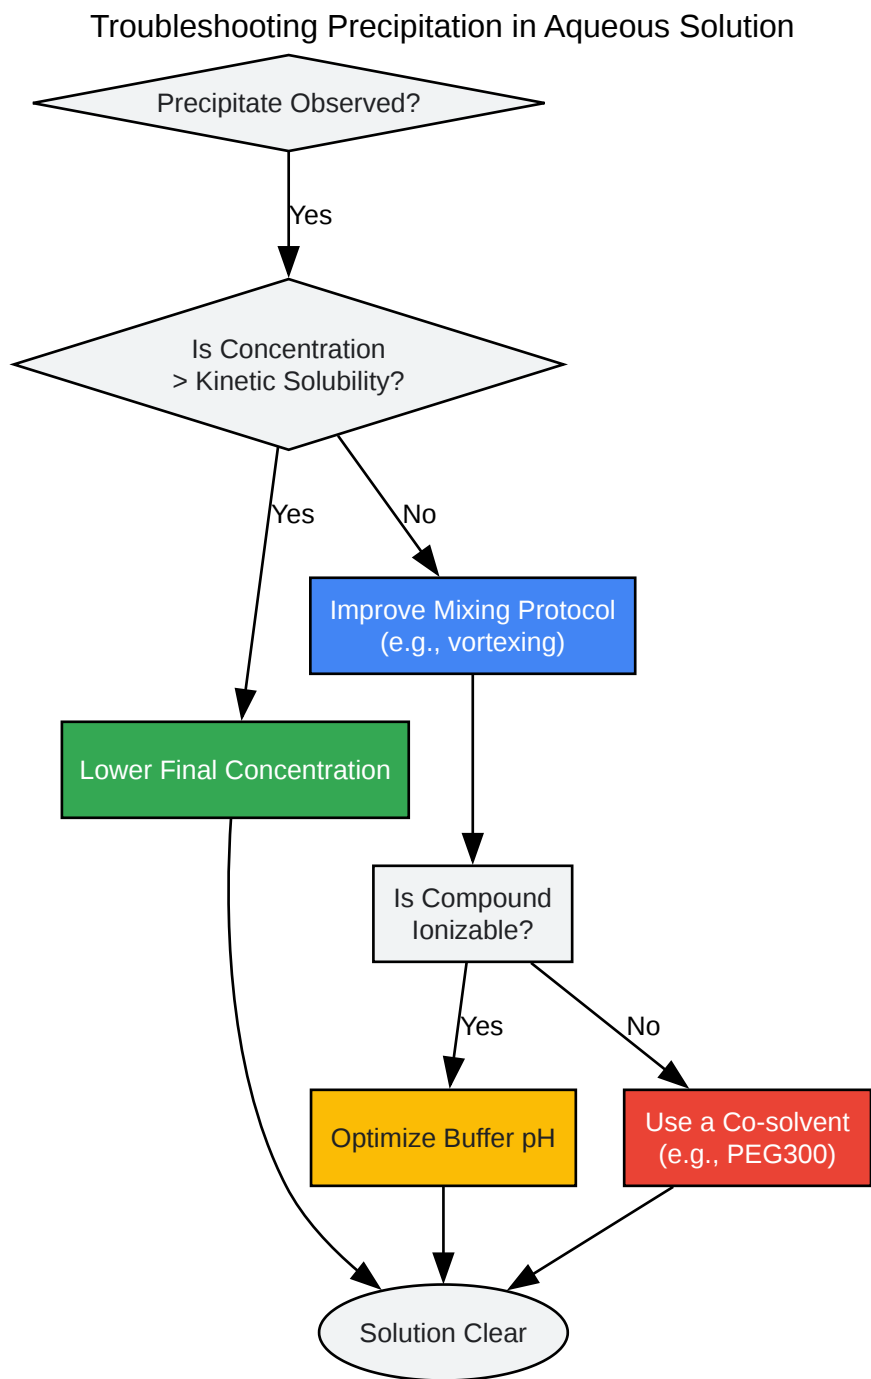 Troubleshooting Precipitation in Aqueous Solution
Precipitate Observed?
Yes
Is Concentration
> Kinetic Solubility?
Yes
No
Improve Mixing Protocol
(e.g., vortexing)
Lower Final Concentration
Is Compound
Ionizable?
Yes
No
Optimize Buffer pH
Use a Co-solvent
(e.g., PEG300)
Solution Clear